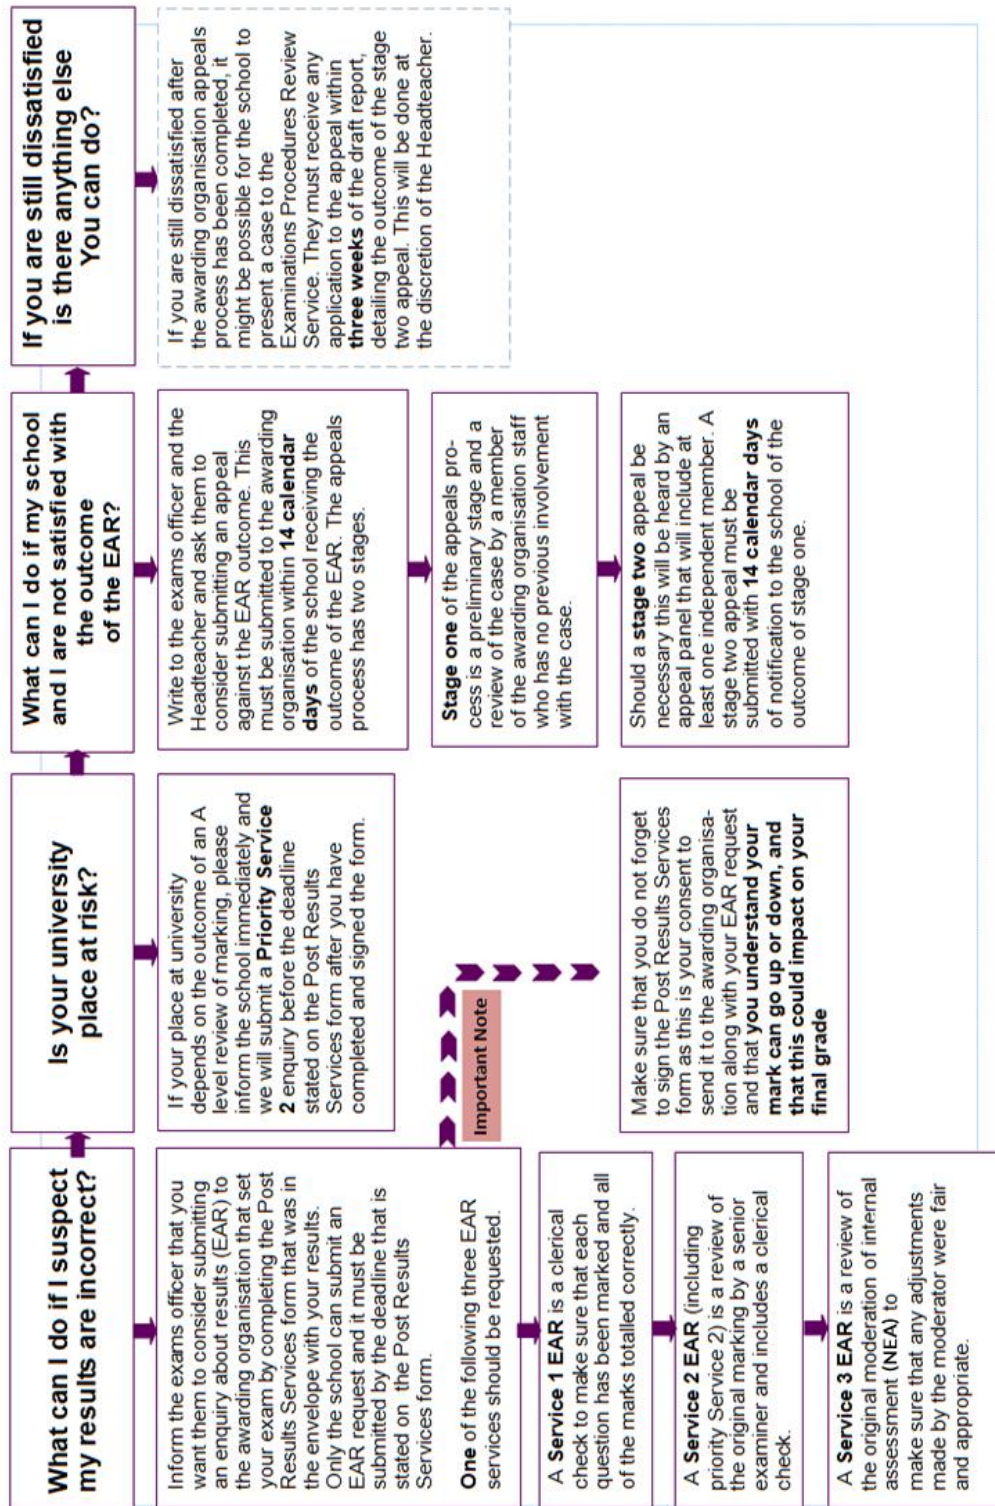 What can I do if I suspect
my results are incorrect?
Inform the exams officer that you
want them to consider submitting
an enquiry about results (EAR) to
the awarding organisation that set
your exam by completing the Post
Results Services form that was in
the envelope with your results.
Only the school can submit an
EAR request and it must be
submitted by the deadline that is
stated on the Post Results
Services form.
One of the following three EAR
services should be requested.
A Service 1 EAR is a clerical
check to make sure that each
question has been marked and all
of the marks totalled correctly.
A Service 2 EAR (including
priority Service 2) is a review of
the original marking by a senior
examiner and includes a clerical
check.
A Service 3 EAR is a review of
the original moderation of internal
assessment (NEA) to
make sure that any adjustments
made by the moderator were fair
and appropriate.
Is your university
place at risk?
If your place at university
depends on the outcome of an A
level review of marking, please
inform the school immediately and
we will submit a Priority Service
2 enquiry before the deadline
stated on the Post Results
Services form after you have
completed and signed the form.
Important Note
Make sure that you do not forget
to sign the Post Results Services
form as this is your consent to
send it to the awarding organisa-
tion along with your EAR request
and that you understand your
mark can go up or down, and
that this could impact on your
final grade
What can I do if my school
and I are not satisfied with
the outcome
of the EAR?
Write to the exams officer and the
Headteacher and ask them to
consider submitting an appeal
against the EAR outcome. This
must be submitted to the awarding
organisation within 14 calendar
days of the school receiving the
outcome of the EAR. The appeals
process has two stages.
Stage one of the appeals pro-
cess is a preliminary stage and a
review of the case by a member
of the awarding organisation staff
who has no previous involvement
with the case.
Should a stage two appeal be
necessary this will be heard by an
appeal panel that will include at
least one independent member. A
stage two appeal must be
submitted with 14 calendar days
of notification to the school of the
outcome of stage one.
If you are still dissatisfied
is there anything else
You can do?
If you are still dissatisfied after
the awarding organisation appeals
process has been completed, it
might be possible for the school to
present a case to the
Examinations Procedures Review
Service. They must receive any
application to the appeal within
three weeks of the draft report,
detailing the outcome of the stage
two appeal. This will be done at
the discretion of the Headteacher.